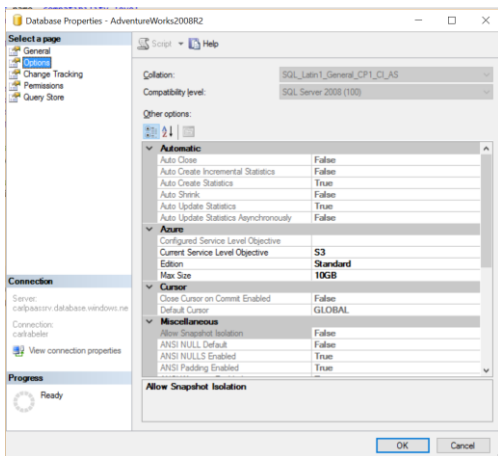 Database Properties - AdventureWorks2008R2
Select a page
General
Options
Change Tracking
Permissions
Query Store
Script Help
Collation: SQL_Latin1_General_CP1_CI_AS
Compatibility level: SQL Server 2008 (100)
Other options:
Automatic
Auto Close False
Auto Create Incremental Statistics False
Auto Create Statistics True
Auto Shrink False
Auto Update Statistics True
Auto Update Statistics Asynchronously False
Azure
Configured Service Level Objective
Current Service Level Objective S3
Edition Standard
Max Size 10GB
Cursor
Close Cursor on Commit Enabled False
Default Cursor GLOBAL
Miscellaneous
Allow Snapshot Isolation False
ANSI NULL Default False
ANSI NULLS Enabled True
ANSI Padding Enabled True
Allow Snapshot Isolation
Connection
Server:
carlpaassrv.database.windows.ne
Connection:
carlrabeler
View connection properties
Progress
Ready
OK Cancel